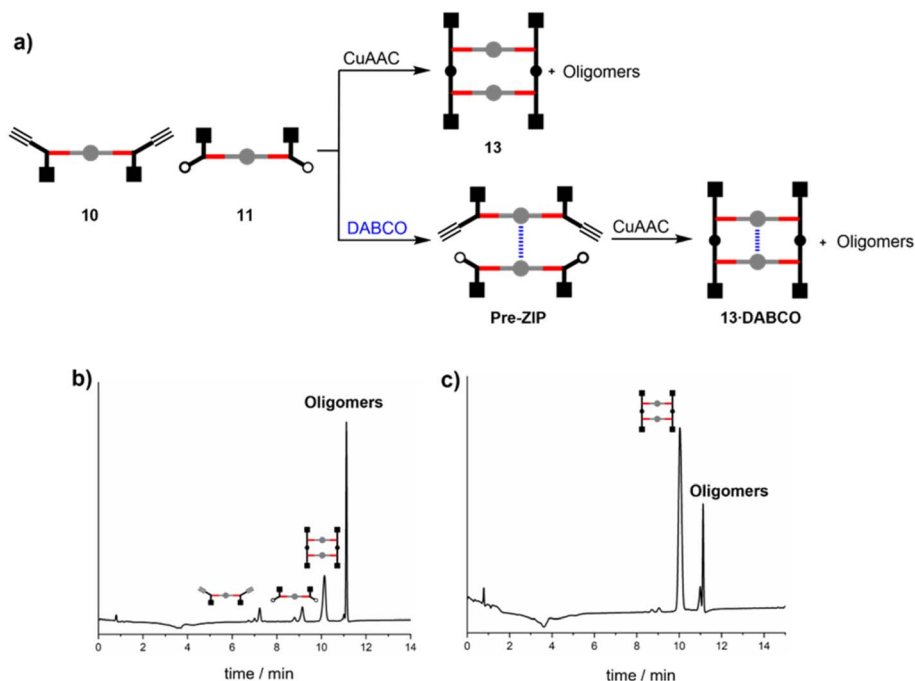 a)
CuAAC
+ Oligomers
13
10
11
DABCO
CuAAC
+ Oligomers
Pre-ZIP
13·DABCO
b)
Oligomers
0 2 4 6 8 10 12 14
time / min
c)
Oligomers
0 2 4 6 8 10 12 14
time / min